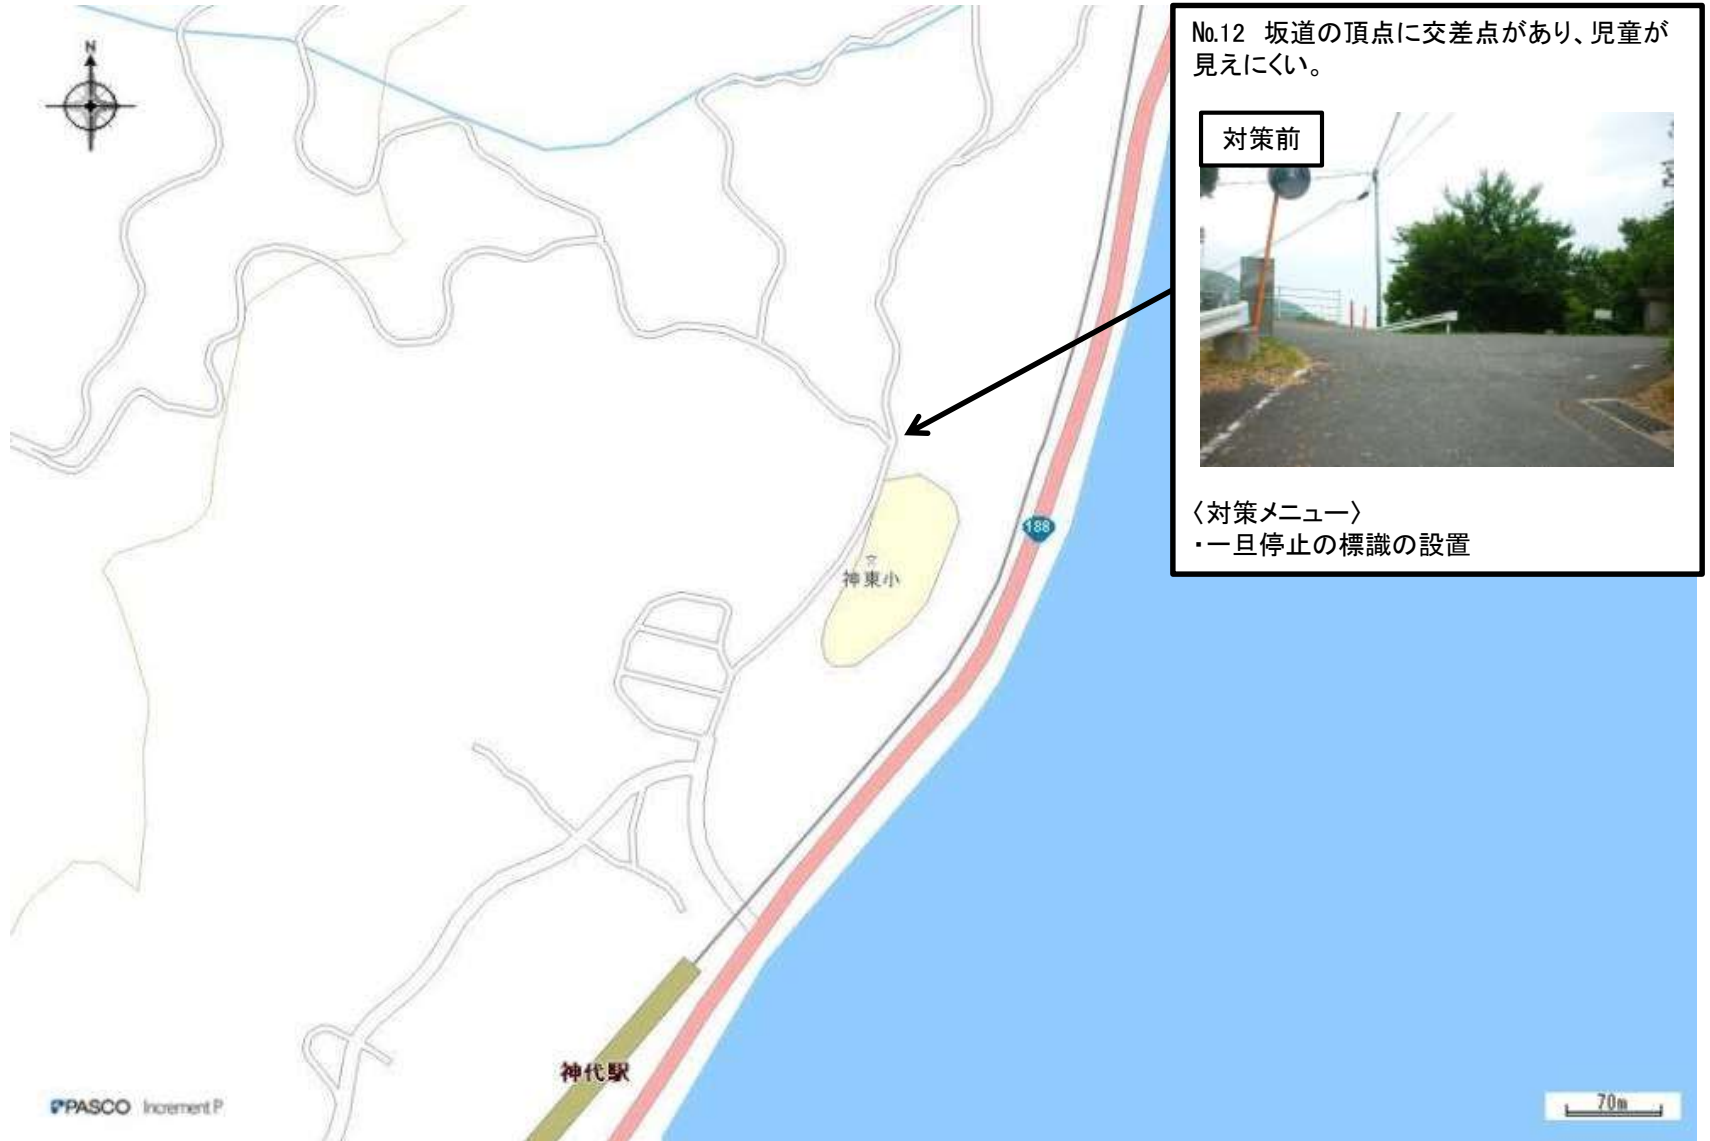 N
No.12 坂道の頂点に交差点があり、児童が
見えにくい。
対策前
〈対策メニュー〉
・一旦停止の標識の設置
188
文
神東小
神代駅
PASCO Increment P
70m